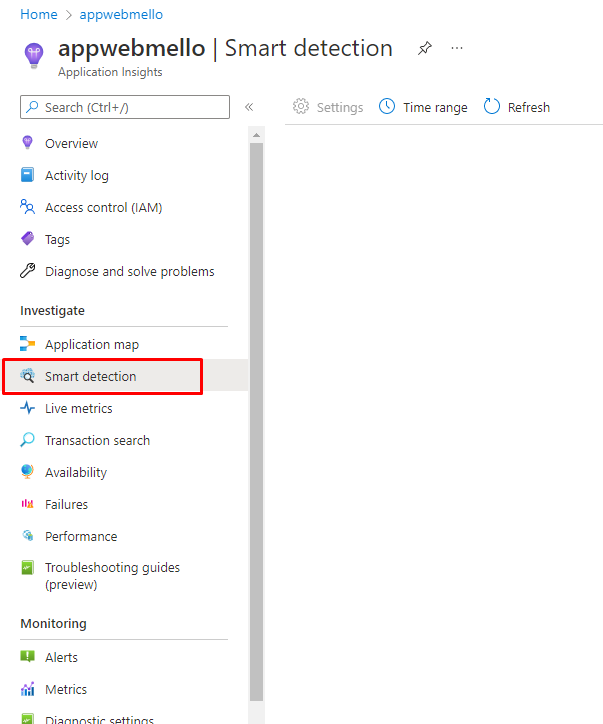 Home > appwebmello
appwebmello | Smart detection ...
Application Insights
Search (Ctrl+/) «
Settings Time range Refresh
Overview
Activity log
Access control (IAM)
Tags
Diagnose and solve problems
Investigate
Application map
Smart detection
Live metrics
Transaction search
Availability
Failures
Performance
Troubleshooting guides
(preview)
Monitoring
Alerts
Metrics
Diagnostic settings